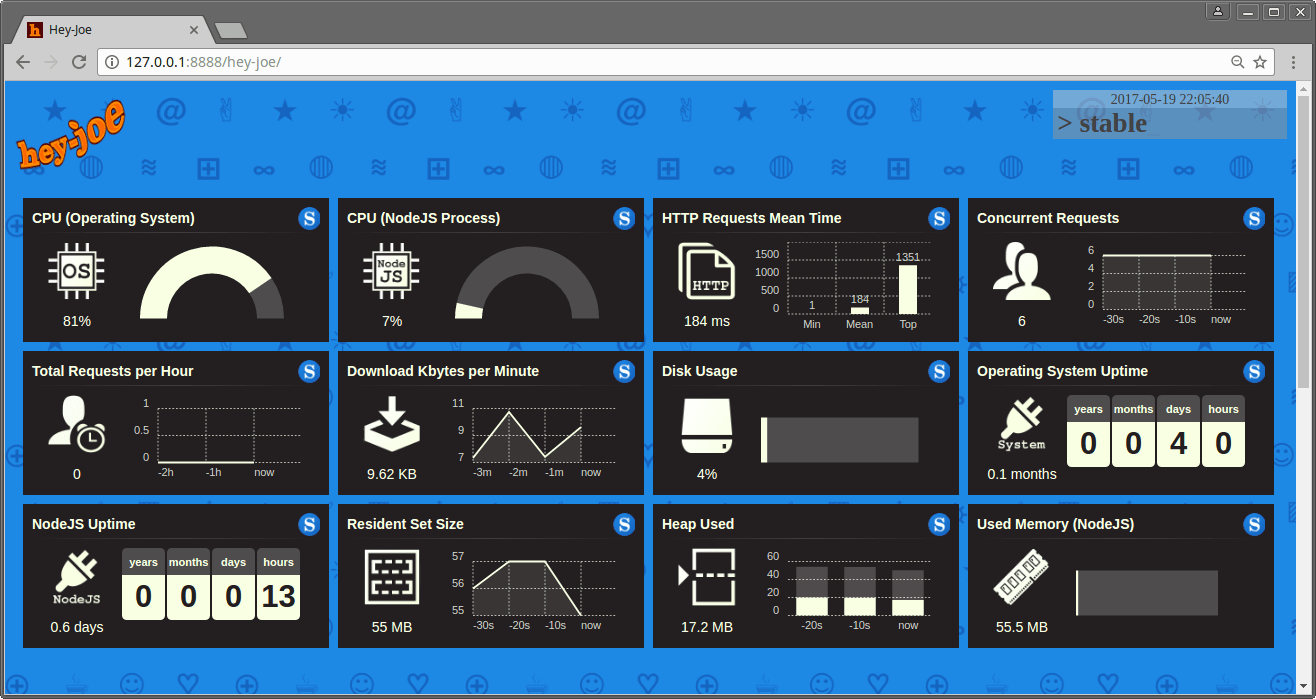 Hey-Joe
127.0.0.1:8888/hey-joe/
hey-joe
2017-05-19 22:05:40
> stable
CPU (Operating System)
S
OS
81%
CPU (NodeJS Process)
S
Node
JS
7%
HTTP Requests Mean Time
S
HTTP
184 ms
1500
1000
500
0
1
184
1351
Min Mean Top
Concurrent Requests
S
6
6
4
2
0
-30s -20s -10s now
Total Requests per Hour
S
0
1
0.5
0
-2h -1h now
Download Kbytes per Minute
S
9.62 KB
11
9
7
-3m -2m -1m now
Disk Usage
S
4%
Operating System Uptime
S
System
0.1 months
years months days hours
0 0 4 0
NodeJS Uptime
S
NodeJS
0.6 days
years months days hours
0 0 0 13
Resident Set Size
S
55 MB
57
56
55
-30s -20s -10s now
Heap Used
S
17.2 MB
60
40
20
0
-20s -10s now
Used Memory (NodeJS)
S
55.5 MB